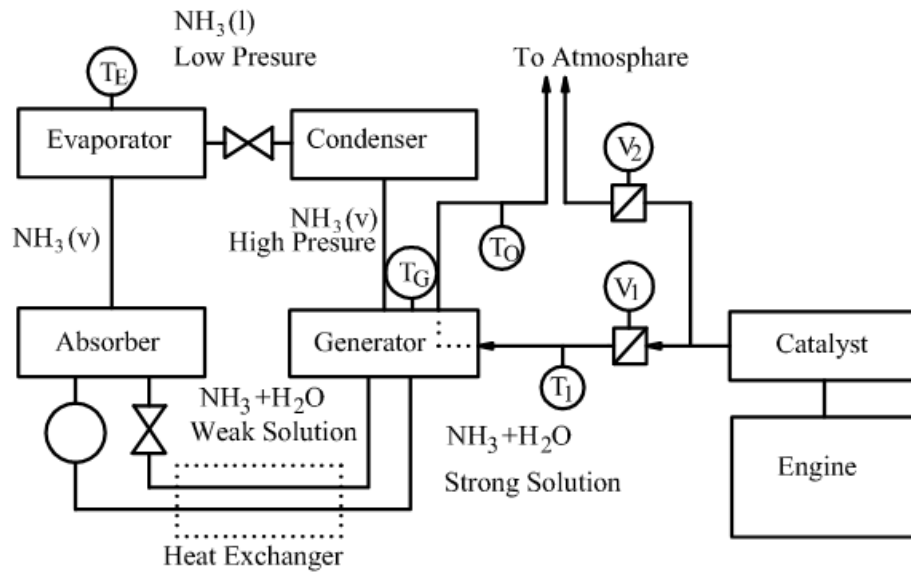 NH3(l)
Low Presure
To Atmosphare
TE
Evaporator
Condenser
V2
NH3(v)
NH3(v)
High Presure
TO
TG
V1
Absorber
Generator
Catalyst
T1
NH3+H2O
Weak Solution
NH3+H2O
Strong Solution
Engine
Heat Exchanger